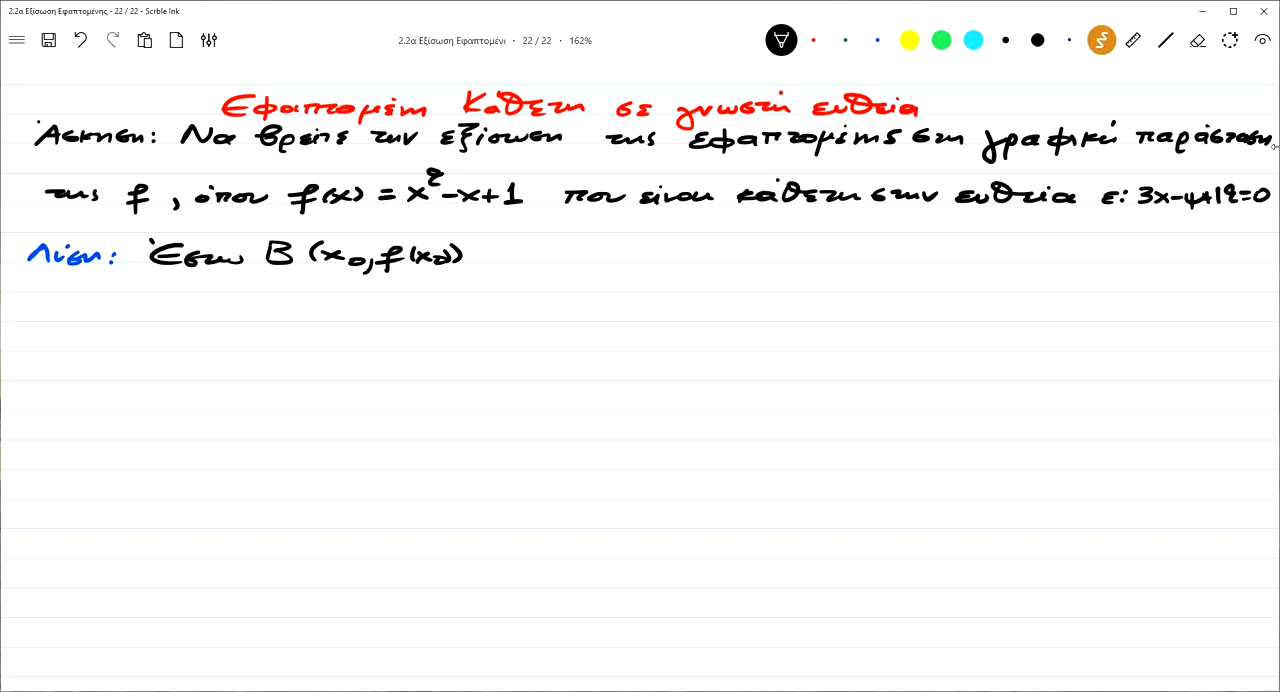 2.2α Εξίσωση Εφαπτομένης - 22 / 22 - Scrble Ink
2.2α Εξίσωση Εφαπτομένι · 22 / 22 · 162%
Εφαπτομένη Κάθετη σε γνωστή ευθεία
Άσκηση: Να βρείτε την εξίσωση της εφαπτομένης στη γραφική παράσταση
της f, όπου f(x) = x²-x+1 που είναι κάθετη στην ευθεία ε: 3x-y+12=0
Λύση: Έστω Β (x₀, f(x₀))